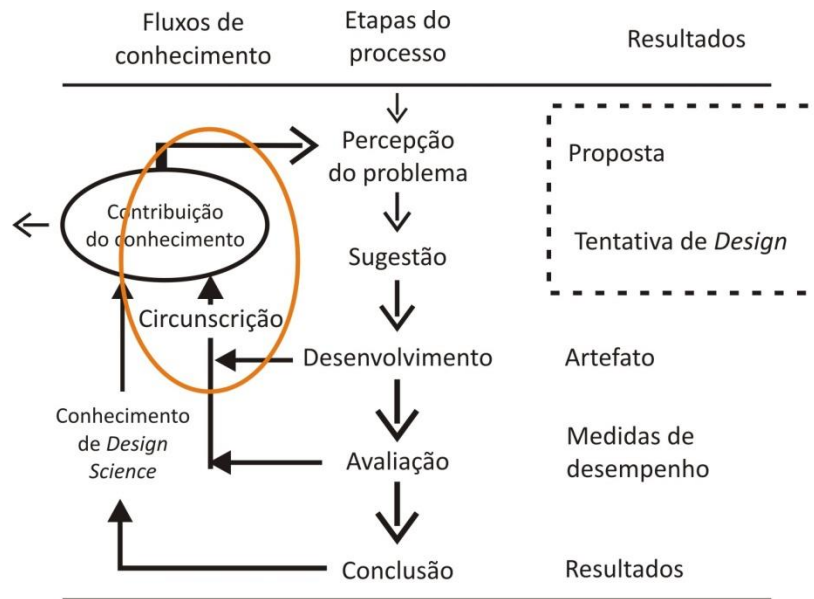 Fluxos de
conhecimento
Etapas do
processo
Resultados
Percepção
do problema
Proposta
Contribuição
do conhecimento
Sugestão
Tentativa de Design
Circunscrição
Desenvolvimento
Artefato
Conhecimento
de Design
Science
Avaliação
Medidas de
desempenho
Conclusão
Resultados